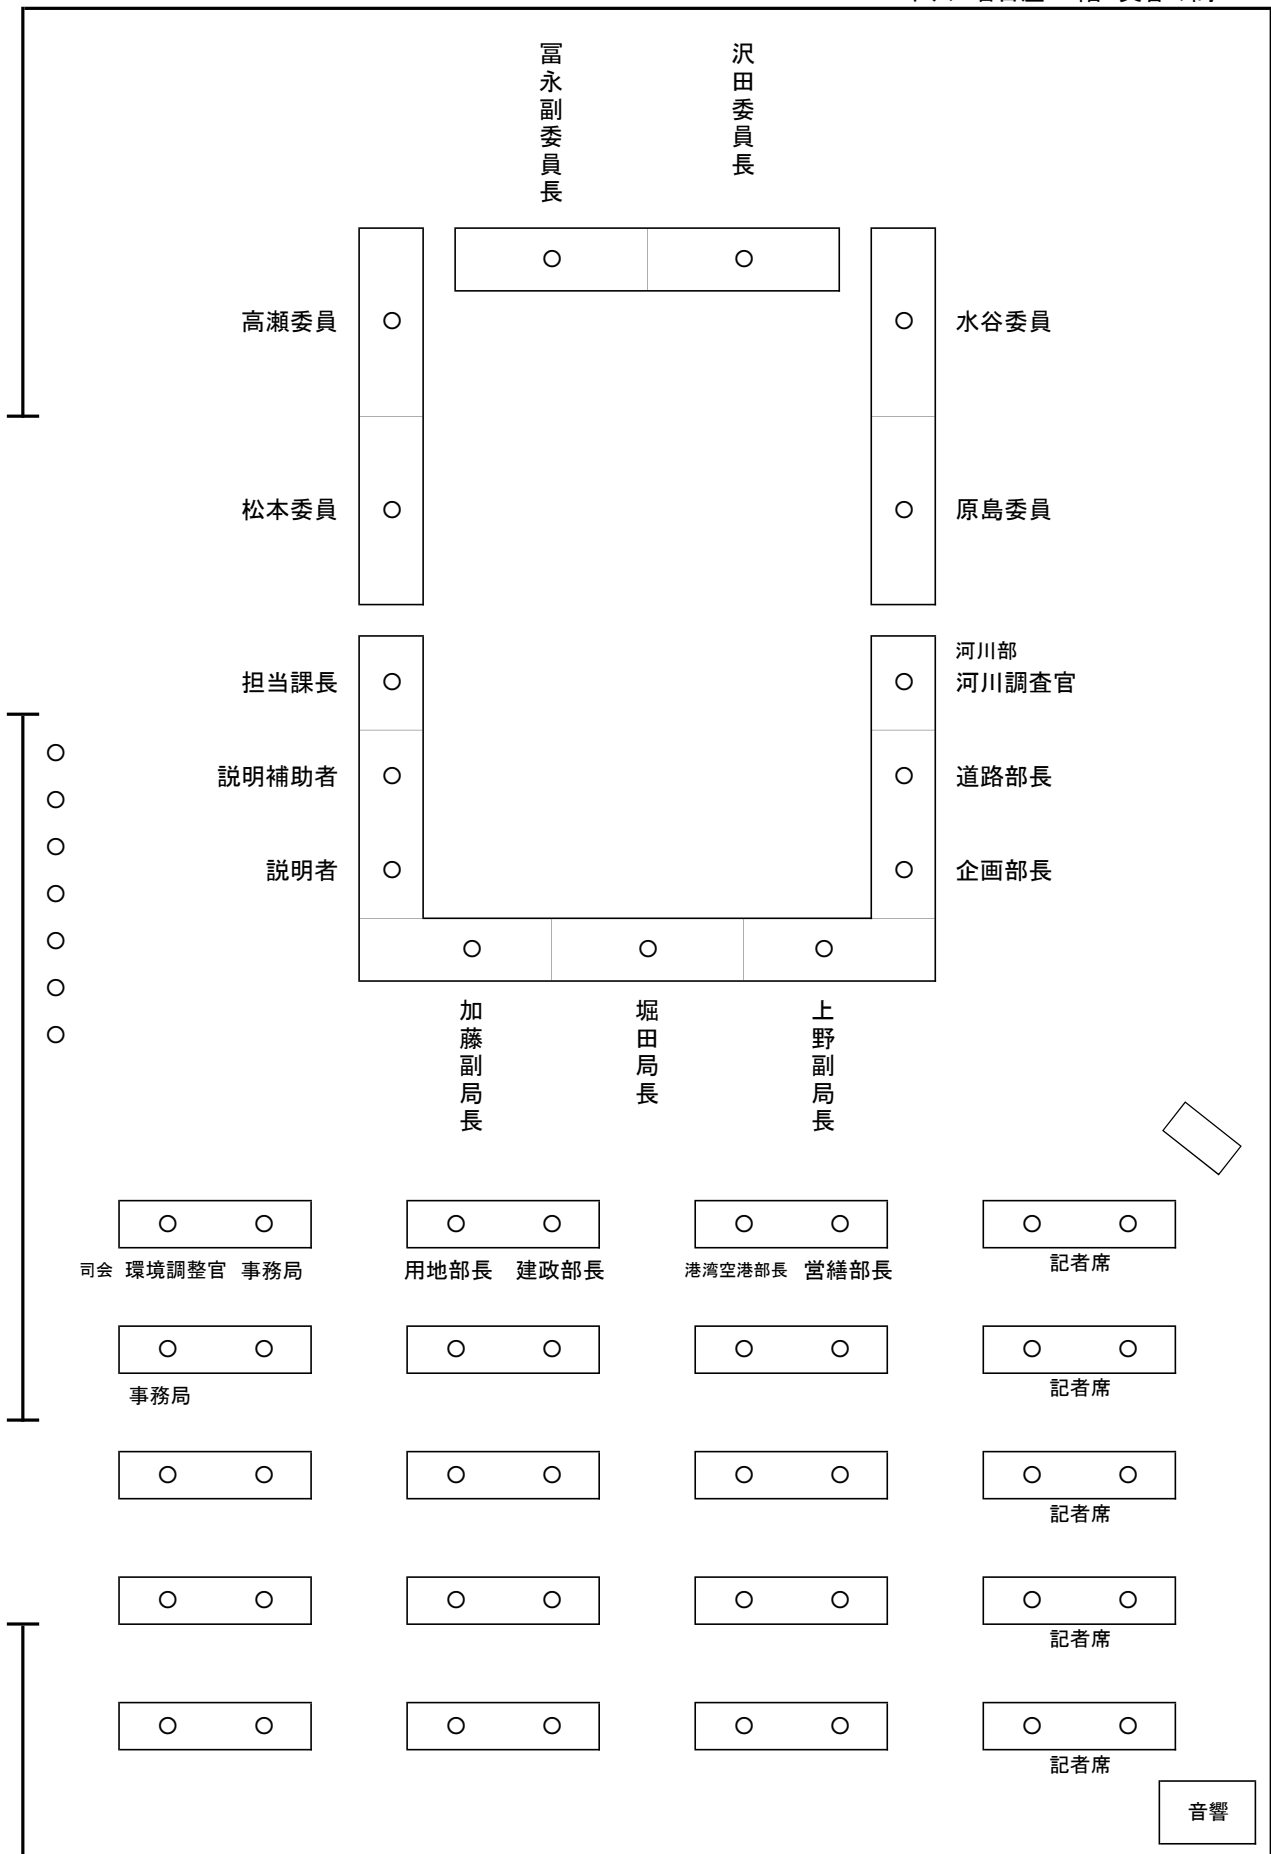 冨永副委員長
沢田委員長
高瀬委員
水谷委員
松本委員
原島委員
河川部
担当課長
河川調査官
説明補助者
道路部長
説明者
企画部長
加藤副局長
堀田局長
上野副局長
司会 環境調整官 事務局
用地部長 建政部長
港湾空港部長 営繕部長
記者席
事務局
記者席
記者席
記者席
記者席
音響